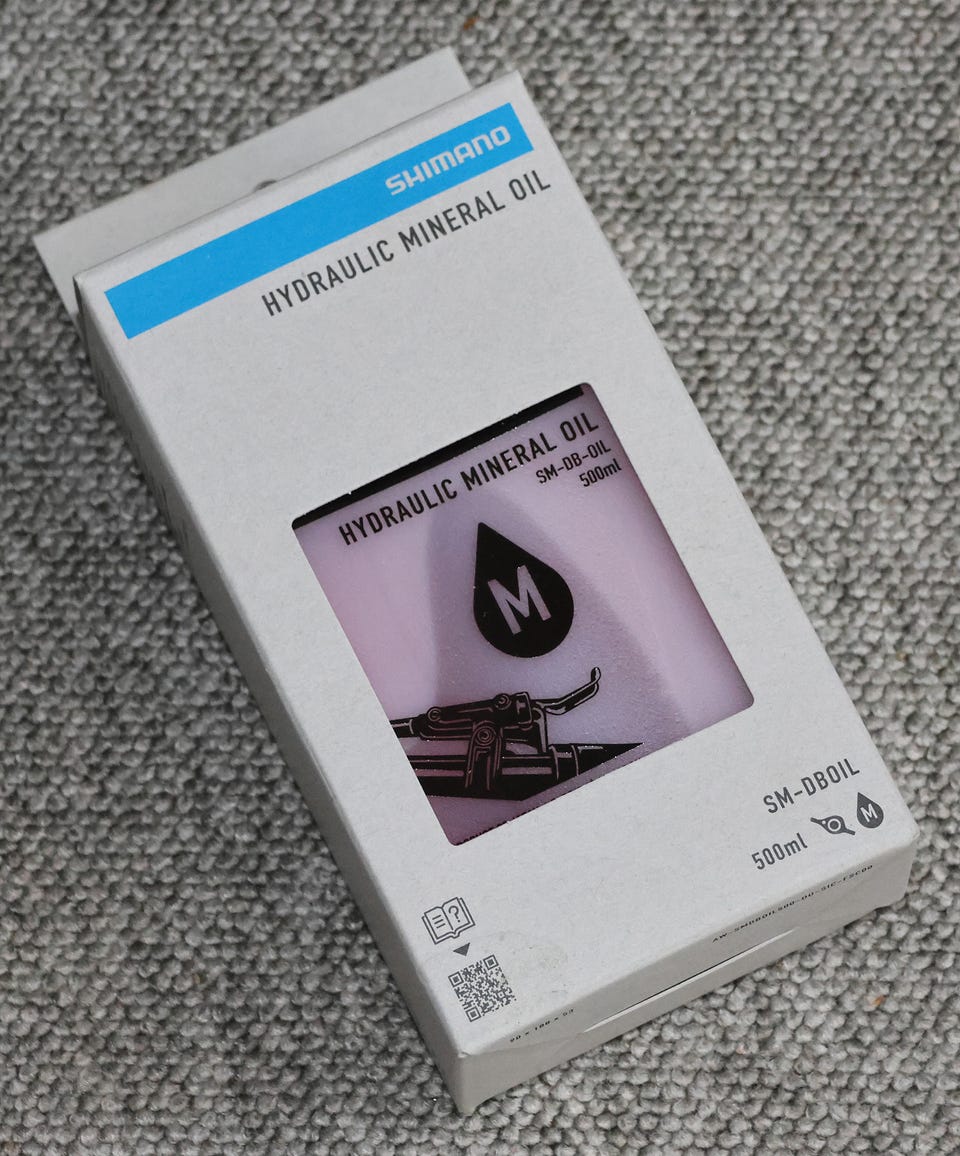 SHIMANO
HYDRAULIC MINERAL OIL
HYDRAULIC MINERAL OIL
SM-DB-OIL
500ml
M
SM-DBOIL
500ml M
?